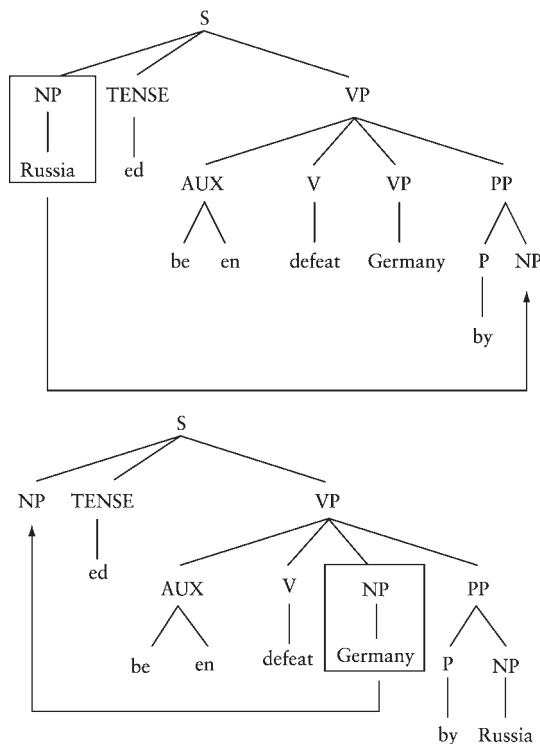 S
NP TENSE VP
Russia ed
AUX V VP PP
be en defeat Germany P NP
by
S
NP TENSE VP
ed
AUX V NP PP
be en defeat Germany P NP
by Russia